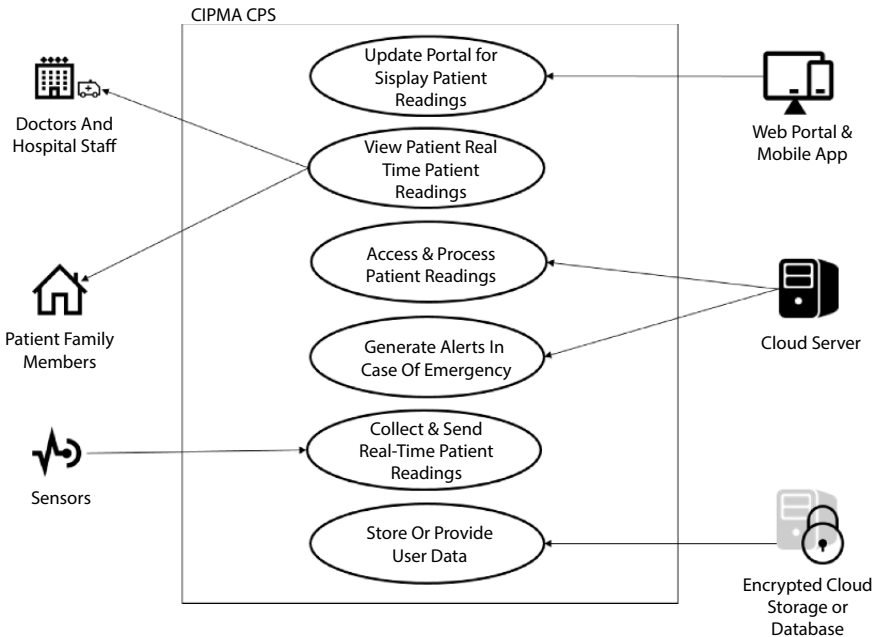 CIPMA CPS
Update Portal for
Sisplay Patient
Readings
Doctors And
Hospital Staff
Web Portal &
Mobile App
View Patient Real
Time Patient
Readings
Access & Process
Patient Readings
Patient Family
Members
Cloud Server
Generate Alerts In
Case Of Emergency
Collect & Send
Real-Time Patient
Readings
Sensors
Store Or Provide
User Data
Encrypted Cloud
Storage or
Database